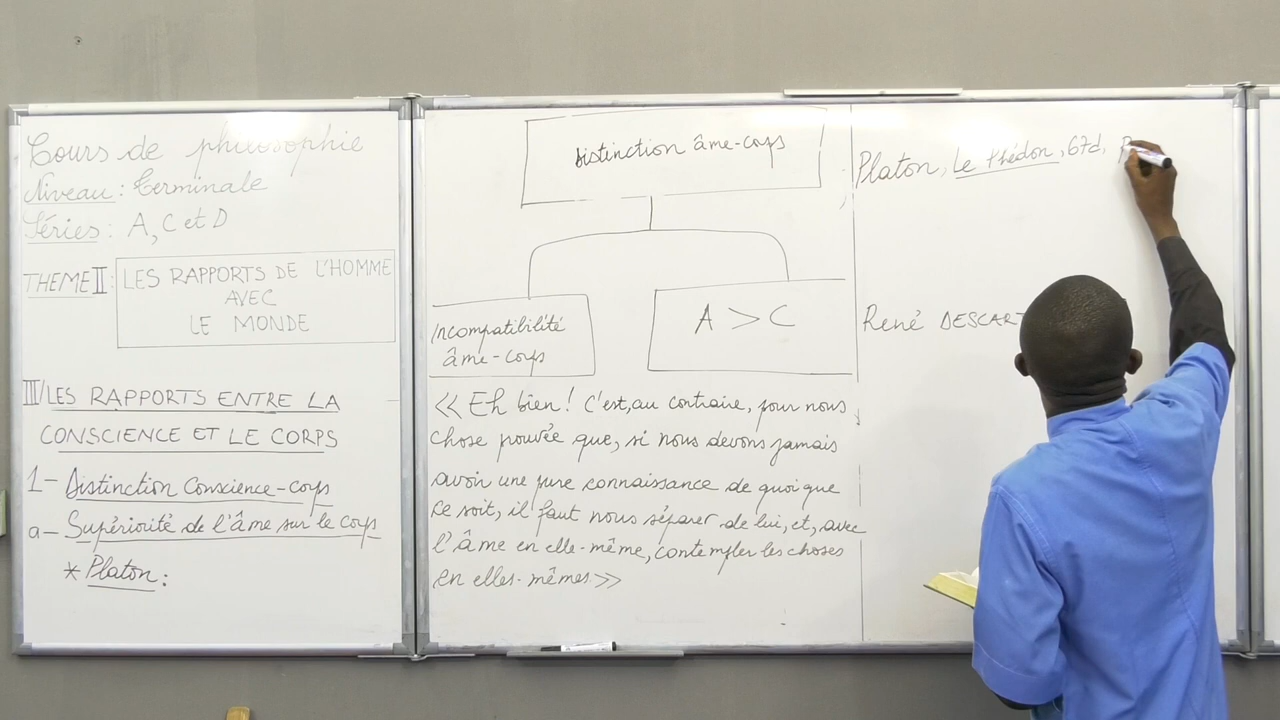 Cours de philosophie
Niveau : Terminale
Séries : A, C et D
THEME II : LES RAPPORTS DE L'HOMME
AVEC
LE MONDE
III/ LES RAPPORTS ENTRE LA
CONSCIENCE ET LE CORPS
1- Distinction Conscience-corps
a- Supériorité de l'âme sur le corps
* Platon :
Distinction âme-corps
Incompatibilité
âme-corps
A > C
<< Eh bien ! C'est, au contraire, pour nous
chose pouvée que, si nous devons jamais
avoir une pure connaissance de quoi que
ce soit, il faut nous séparer de lui, et, avec
l'âme en elle-même, contempler les choses
en elles-mêmes >>
Platon, Le Phédon, 67d,
René DESCART